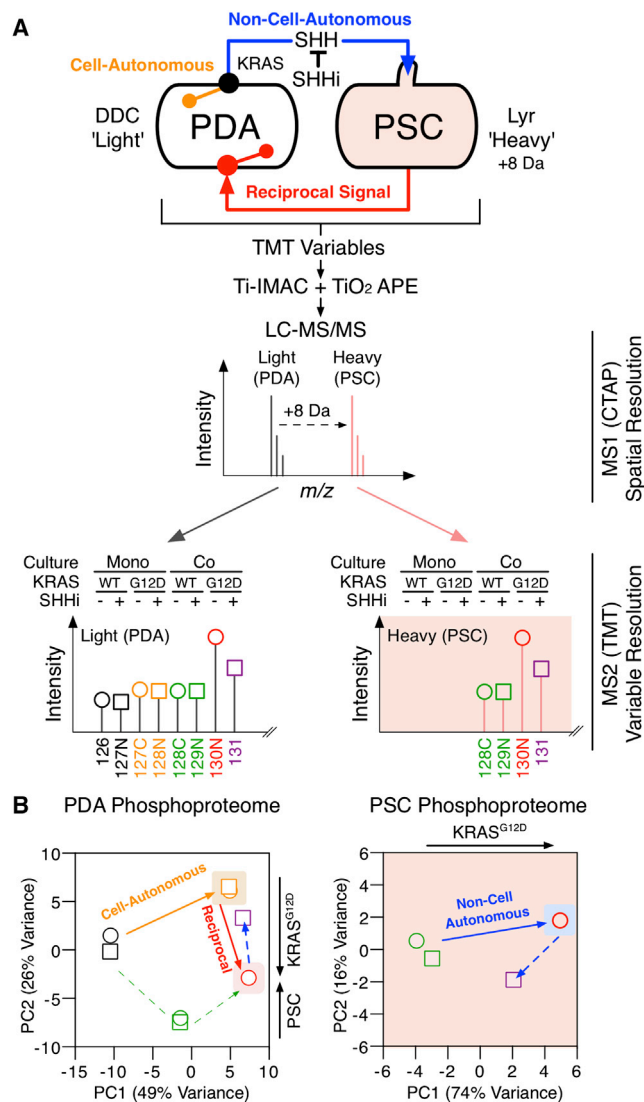 A
Non-Cell-Autonomous
SHH
Cell-Autonomous
KRAS
SHHi
DDC
'Light'
PDA
PSC
Lyr
'Heavy'
+8 Da
Reciprocal Signal
TMT Variables
Ti-IMAC + TiO₂ APE
LC-MS/MS
Light
(PDA)
Heavy
(PSC)
+8 Da
Intensity
m/z
MS1 (CTAP)
Spatial Resolution
Culture Mono Co
KRAS WT G12D WT G12D
SHHi - + - + - + - +
Light (PDA)
Intensity
126
127N
127C
128N
128C
129N
130N
131
Culture Mono Co
KRAS WT G12D WT G12D
SHHi - + - + - + - +
Heavy (PSC)
Intensity
128C
129N
130N
131
MS2 (TMT)
Variable Resolution
B
PDA Phosphoproteome
10
5
0
-5
-10
PC2 (26% Variance)
-15 -10 -5 0 5 10
PC1 (49% Variance)
Cell-Autonomous
Reciprocal
KRASᴳ¹²ᴰ
PSC
PSC Phosphoproteome
KRASᴳ¹²ᴰ
6
4
2
0
-2
-4
-6
PC2 (16% Variance)
-6 -4 -2 0 2 4 6
PC1 (74% Variance)
Non-Cell
Autonomous